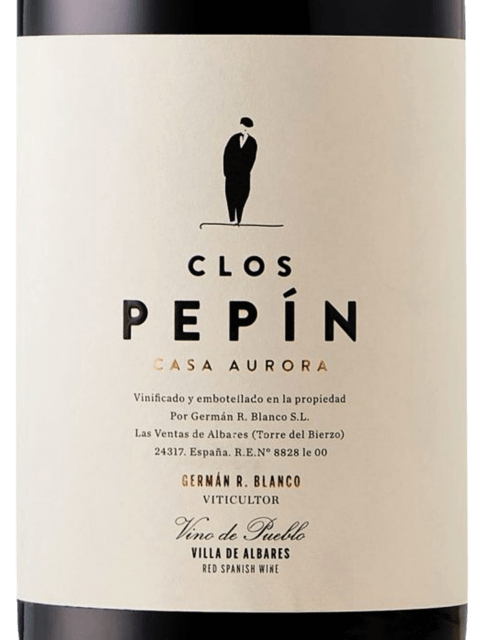 CLOS
PEPÍN
CASA AURORA
Vinificado y embotellado en la propiedad
Por Germán R. Blanco S.L.
Las Ventas de Albares (Torre del Bierzo)
24317. España. R.E.Nº 8828 le 00
GERMÁN R. BLANCO
VITICULTOR
Vino de Pueblo
VILLA DE ALBARES
RED SPANISH WINE